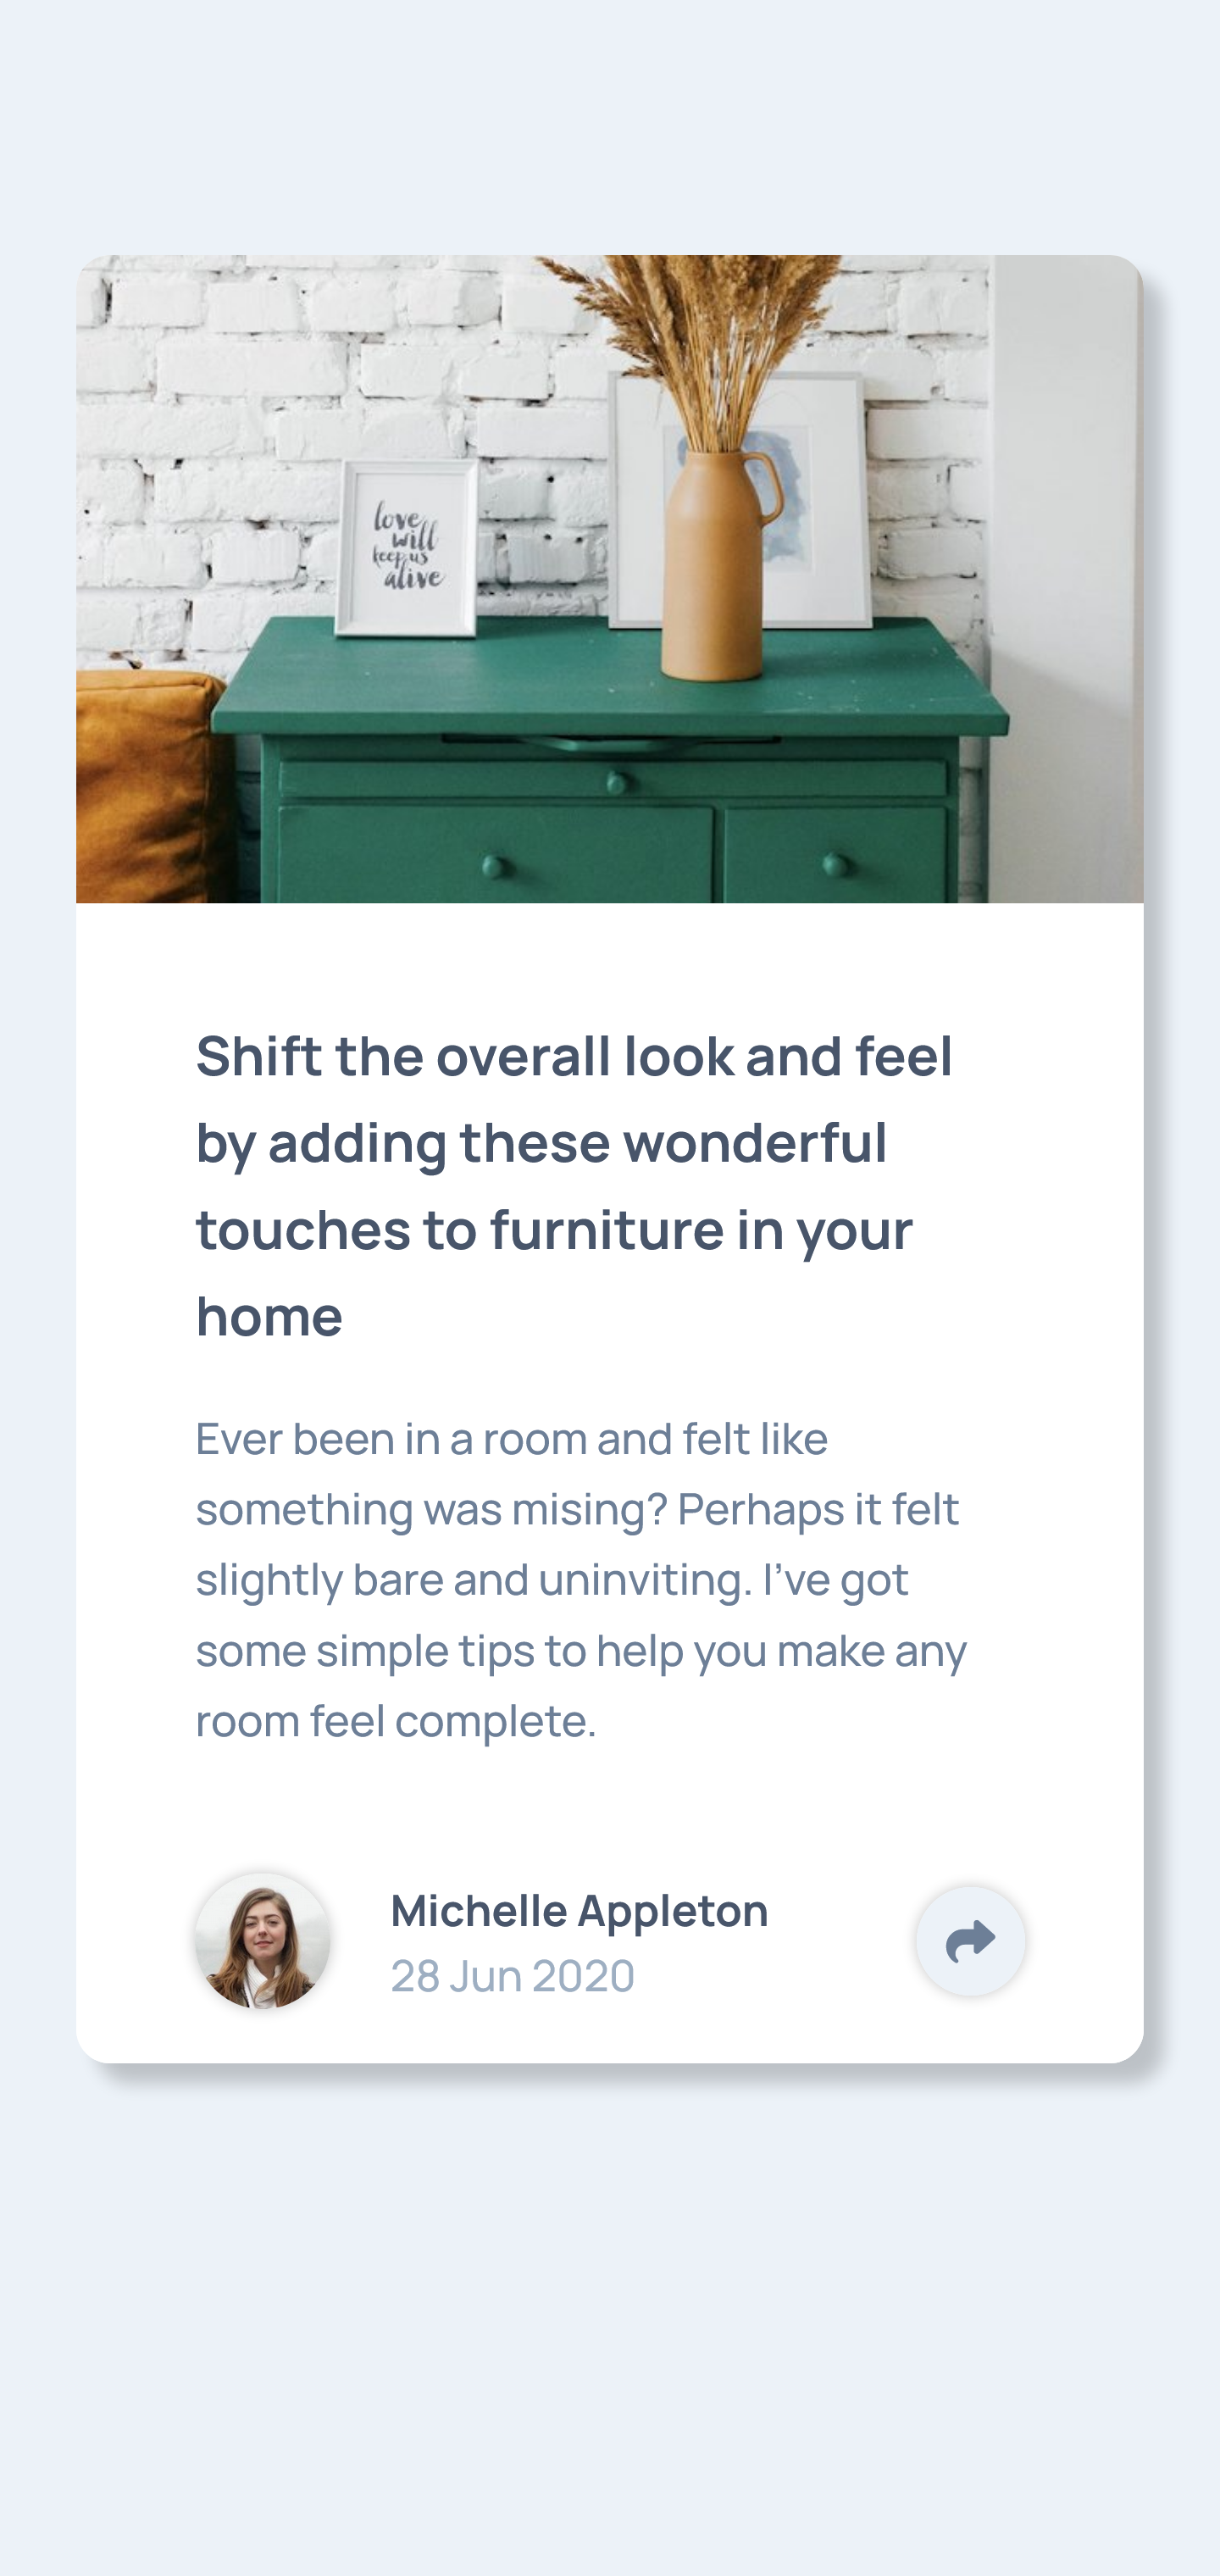 love
will
keep us
alive
Shift the overall look and feel
by adding these wonderful
touches to furniture in your
home
Ever been in a room and felt like
something was mising? Perhaps it felt
slightly bare and uninviting. I’ve got
some simple tips to help you make any
room feel complete.
Michelle Appleton
28 Jun 2020